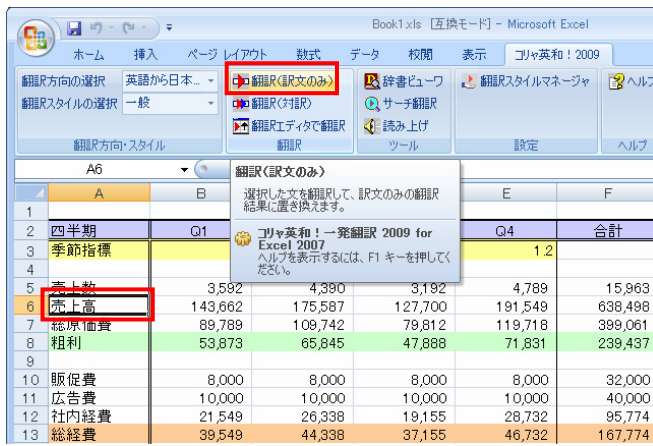 Book1.xls [互換モード] - Microsoft Excel
ホーム 挿入 ページ レイアウト 数式 データ 校閲 表示 コリャ英和!2009
翻訳方向の選択 英語から日本...
翻訳(訳文のみ)
辞書ビューワ
翻訳スタイルマネージャ
ヘルプ
翻訳スタイルの選択 一般
翻訳(対訳)
サーチ翻訳
翻訳エディタで翻訳
読み上げ
翻訳方向・スタイル 翻訳 ツール 設定 ヘルプ
A6
翻訳(訳文のみ)
選択した文を翻訳して、訳文のみの翻訳
結果に置き換えます。
コリャ英和!一発翻訳 2009 for
Excel 2007
ヘルプを表示するには、F1 キーを押してく
ださい。
A B E F
1
2 四半期 Q1 Q4 合計
3 季節指標 1.2
4
5 売上数 3,592 4,390 3,192 4,789 15,963
6 売上高 143,662 175,587 127,700 191,549 638,498
7 総原価費 89,789 109,742 79,812 119,718 399,061
8 粗利 53,873 65,845 47,888 71,831 239,437
9
10 販促費 8,000 8,000 8,000 8,000 32,000
11 広告費 10,000 10,000 10,000 10,000 40,000
12 社内経費 21,549 26,338 19,155 28,732 95,774
13 総経費 39,549 44,338 37,155 46,732 167,774